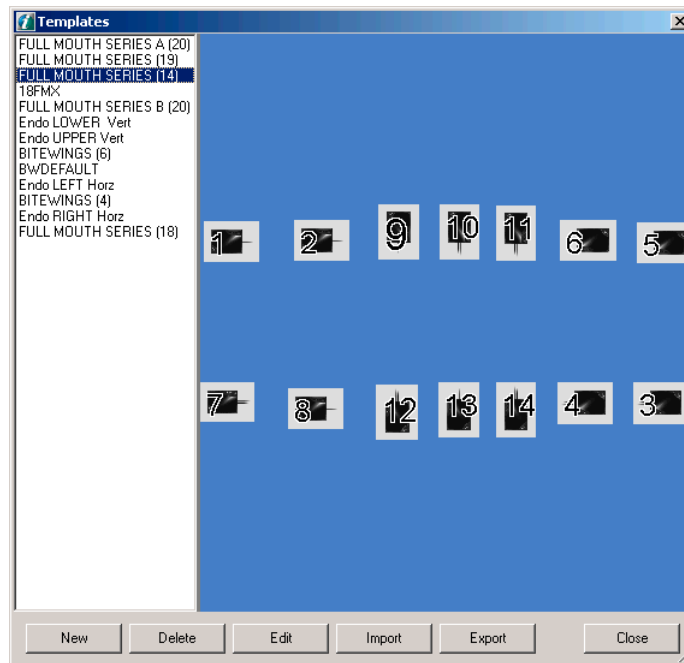 Templates
FULL MOUTH SERIES A (20)
FULL MOUTH SERIES (19)
FULL MOUTH SERIES (14)
18FMX
FULL MOUTH SERIES B (20)
Endo LOWER Vert
Endo UPPER Vert
BITEWINGS (6)
BWDEFAULT
Endo LEFT Horz
BITEWINGS (4)
Endo RIGHT Horz
FULL MOUTH SERIES (18)
1 2 9 10 11 6 5
7 8 12 13 14 4 3
New Delete Edit Import Export Close